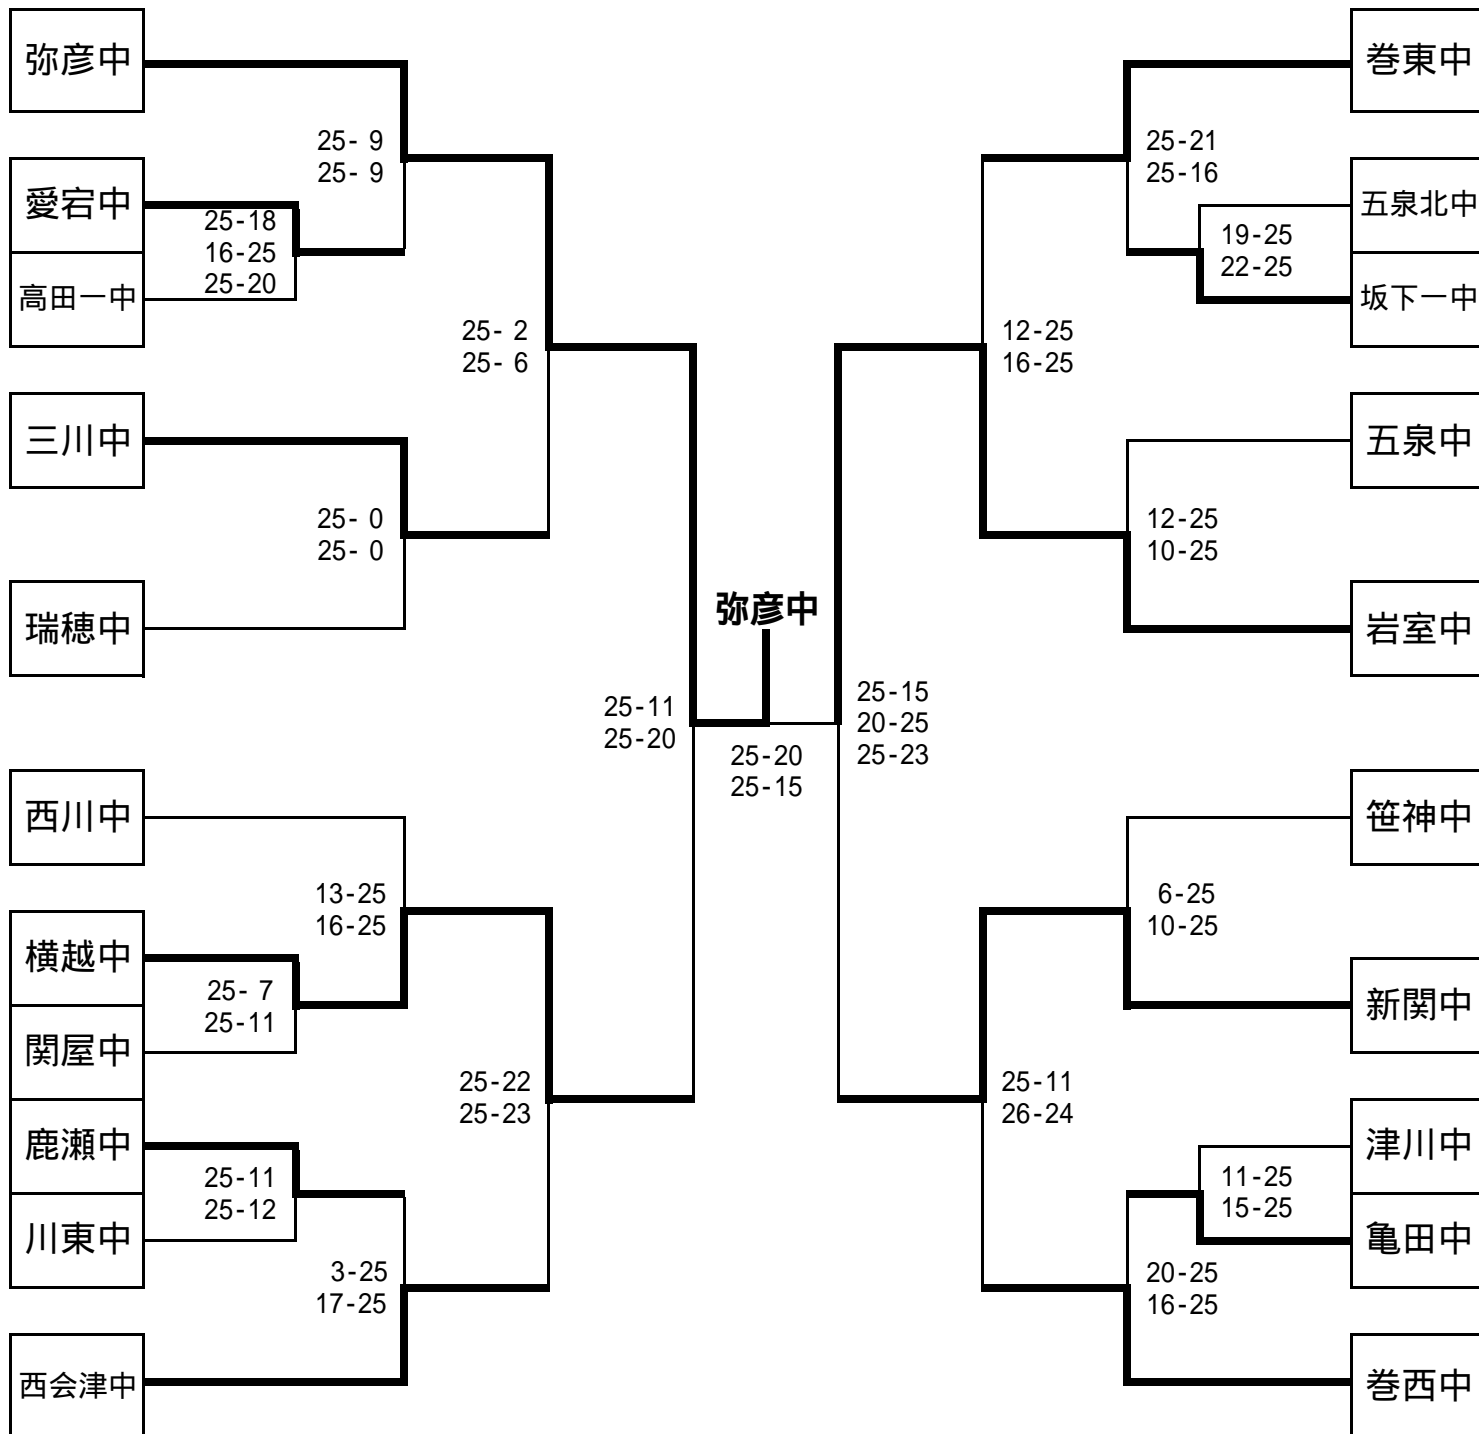 弥彦中
巻東中
25- 9
25- 9
25-21
25-16
愛宕中
五泉北中
25-18
16-25
25-20
19-25
22-25
高田一中
坂下一中
25- 2
25- 6
12-25
16-25
三川中
五泉中
25- 0
25- 0
12-25
10-25
弥彦中
瑞穂中
岩室中
25-11
25-20
25-15
20-25
25-23
25-20
25-15
西川中
笹神中
13-25
16-25
6-25
10-25
横越中
新関中
25- 7
25-11
関屋中
25-22
25-23
25-11
26-24
鹿瀬中
津川中
25-11
25-12
11-25
15-25
川東中
亀田中
3-25
17-25
20-25
16-25
西会津中
巻西中